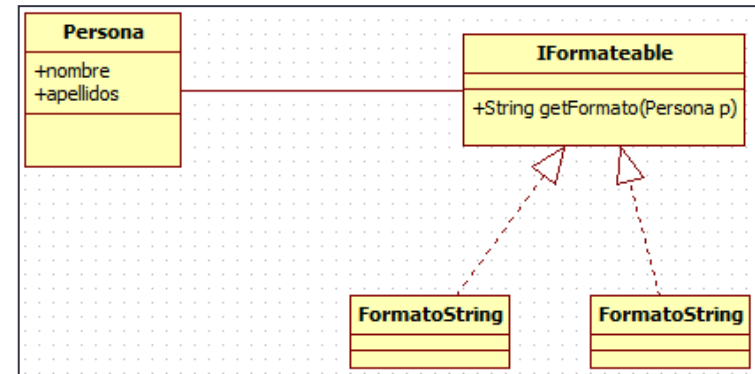 Persona
+nombre
+apellidos
IFormateable
+String getFormato(Persona p)
FormatoString
FormatoString